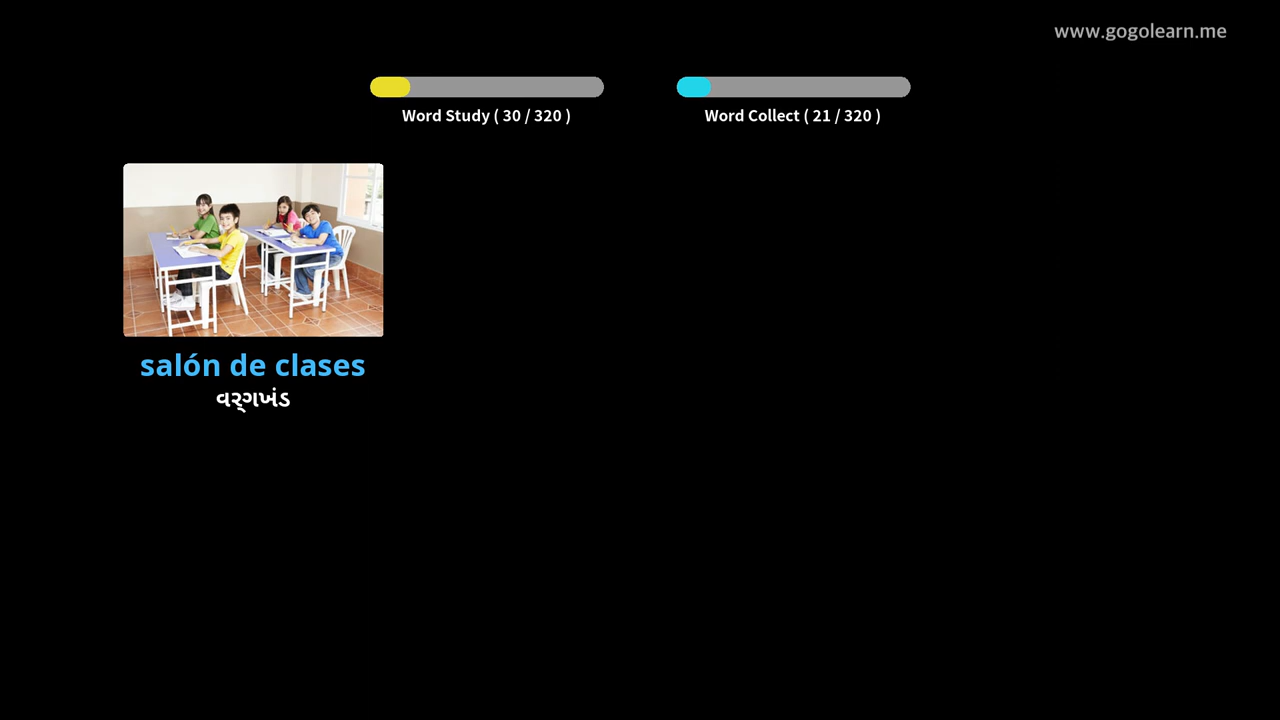 www.gogolearn.me
Word Study ( 30 / 320 )
Word Collect ( 21 / 320 )
salón de clases
વર્ગખંડ